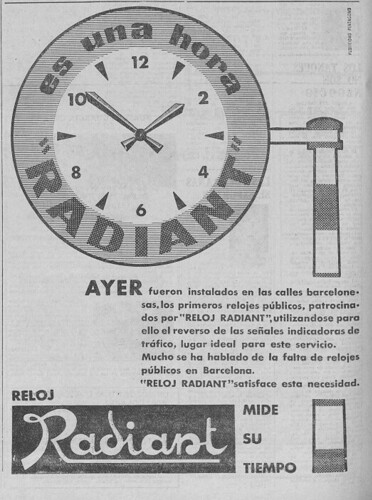 es una hora
12
10
2
"RADIANT"
8
4
6
AYER fueron instalados en las calles barcelone-
sas, los primeros relojes públicos, patrocina-
dos por "RELOJ RADIANT", utilizandose para
ello el reverso de las señales indicadoras de
tráfico, lugar ideal para este servicio.
Mucho se ha hablado de la falta de relojes
públicos en Barcelona.
"RELOJ RADIANT" satisface esta necesidad.
RELOJ
Radiant
MIDE
SU
TIEMPO